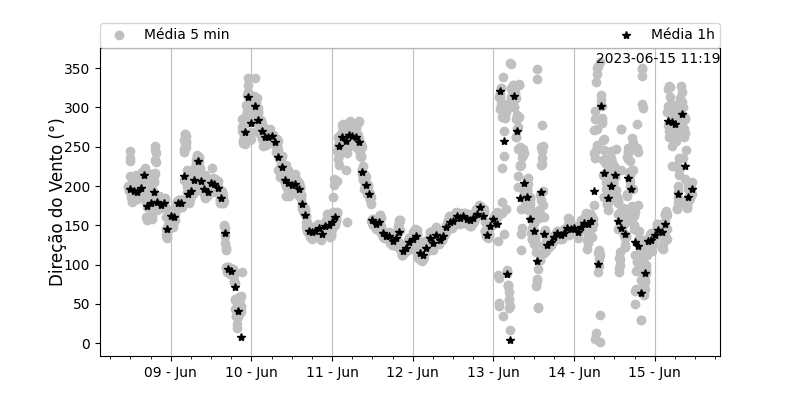 Média 5 min
Média 1h
2023-06-15 11:19
Direção do Vento (°)
350
300
250
200
150
100
50
0
09 - Jun
10 - Jun
11 - Jun
12 - Jun
13 - Jun
14 - Jun
15 - Jun